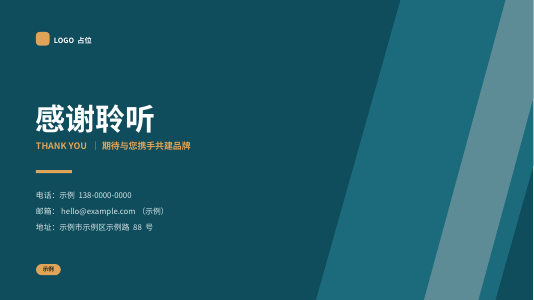 LOGO 占位
感谢聆听
THANK YOU ｜ 期待与您携手共建品牌
电话：示例 138-0000-0000
邮箱： hello@example.com （示例）
地址：示例市示例区示例路 88 号
示例